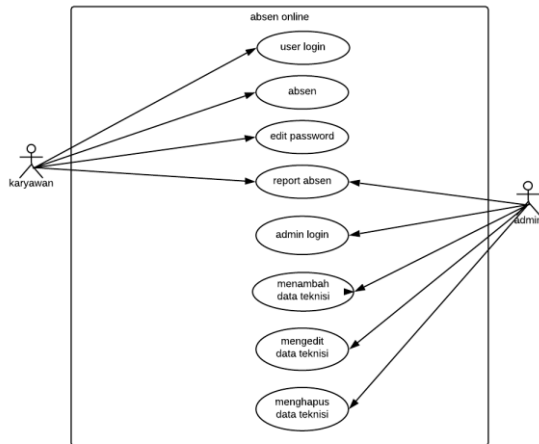 absen online
user login
absen
edit password
report absen
karyawan
admin
admin login
menambah
data teknisi
mengedit
data teknisi
menghapus
data teknisi